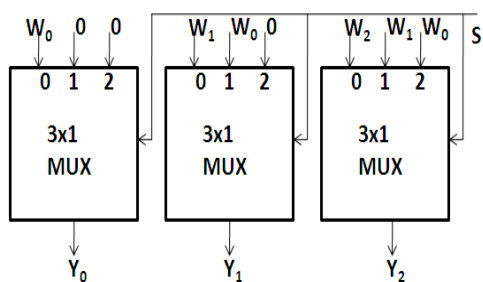 W₀ 0 0 W₁ W₀ 0 W₂ W₁ W₀ S
0 1 2 0 1 2 0 1 2
3x1 3x1 3x1
MUX MUX MUX
Y₀ Y₁ Y₂